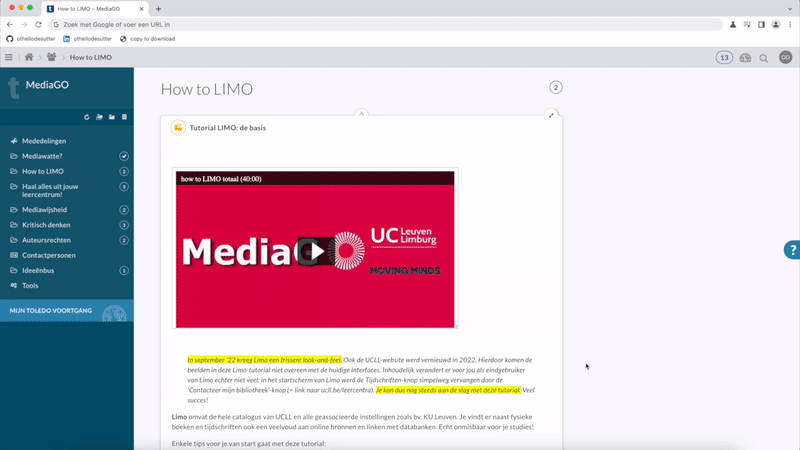 How to LIMO – MediaGO
Zoek met Google of voer een URL in
othellodesutter
othellodesutter
copy to download
How to LIMO
13
OD
MediaGO
Mededelingen
Mediawatte?
How to LIMO 2
Haal alles uit jouw 3
leercentrum!
Mediawijsheid 2
Kritisch denken 3
Auteursrechten 2
Contactpersonen
Ideeënbus 1
Tools
MIJN TOLEDO VOORTGANG
How to LIMO
2
Tutorial LIMO: de basis
how to LIMO totaal (40:00)
MediaG
UC Leuven
Limburg
MOVING MINDS
In september '22 kreeg Limo een frissere look-and-feel. Ook de UCLL-website werd vernieuwd in 2022. Hierdoor komen de
beelden in deze Limo-tutorial niet overeen met de huidige interfaces. Inhoudelijk verandert er voor jou als eindgebruiker
van Limo echter niet veel: in het startscherm van Limo werd de Tijdschriften-knop simpelweg vervangen door de
'Contacteer mijn bibliotheek'-knop (= link naar ucll.be/leercentra). Je kan dus nog steeds aan de slag met deze tutorial. Veel
succes!
Limo omvat de hele catalogus van UCLL en alle geassocieerde instellingen zoals bv. KU Leuven. Je vindt er naast fysieke
boeken en tijdschriften ook een veelvoud aan online bronnen en linken met databanken. Echt onmisbaar voor je studies!
Enkele tips voor je van start gaat met deze tutorial:
?